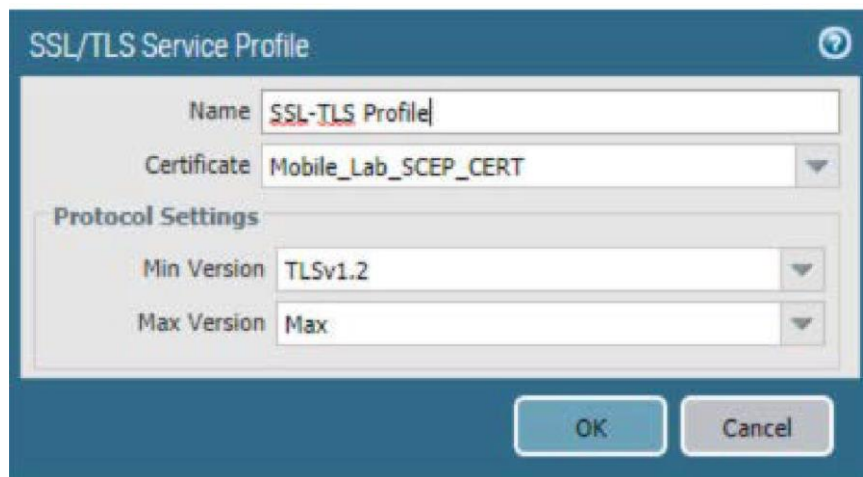 SSL/TLS Service Profile
?
Name SSL-TLS Profile
Certificate Mobile_Lab_SCEP_CERT
Protocol Settings
Min Version TLSv1.2
Max Version Max
OK Cancel